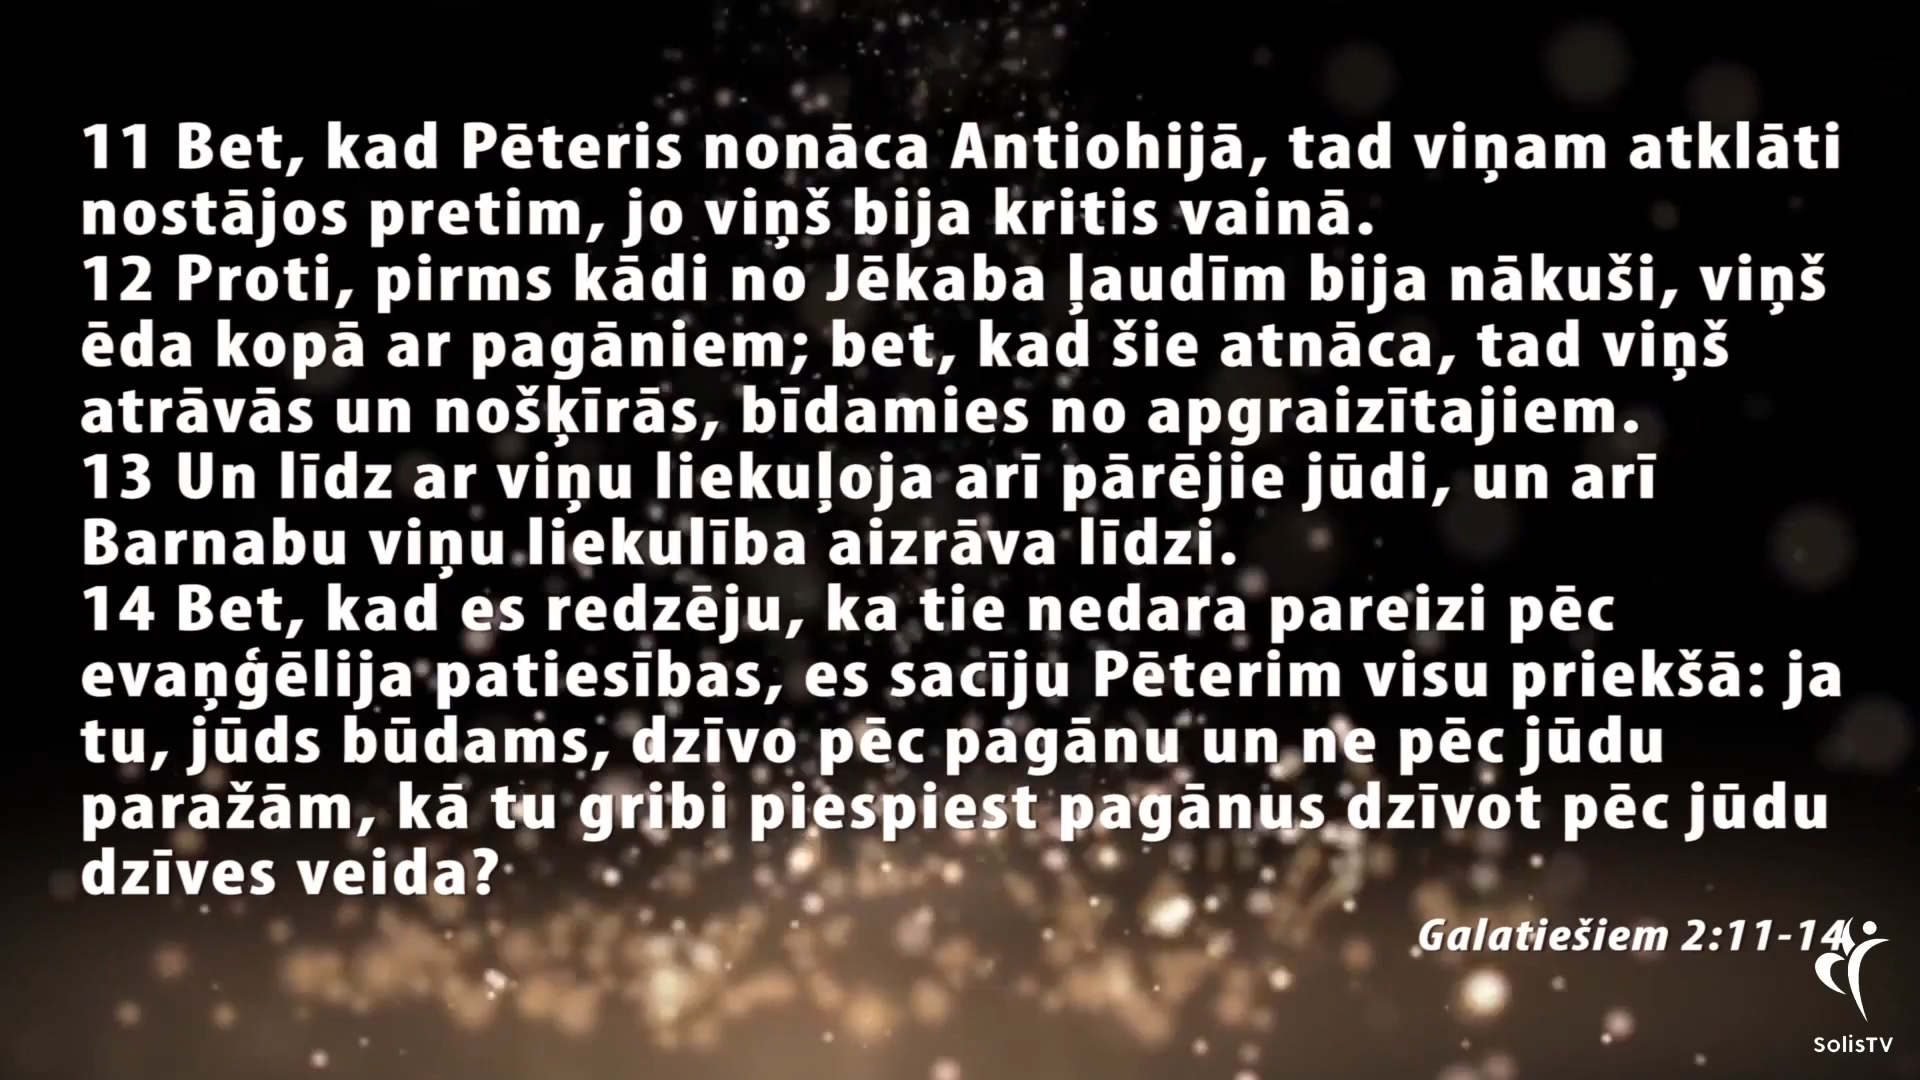 11 Bet, kad Pēteris nonāca Antiohijā, tad viņam atklāti
nostājos pretim, jo viņš bija kritis vainā.
12 Proti, pirms kādi no Jēkaba ļaudīm bija nākuši, viņš
ēda kopā ar pagāniem; bet, kad šie atnāca, tad viņš
atrāvās un nošķīrās, bīdamies no apgraizītajiem.
13 Un līdz ar viņu liekuļoja arī pārējie jūdi, un arī
Barnabu viņu liekulība aizrāva līdzi.
14 Bet, kad es redzēju, ka tie nedara pareizi pēc
evaņģēlija patiesības, es sacīju Pēterim visu priekšā: ja
tu, jūds būdams, dzīvo pēc pagānu un ne pēc jūdu
paražām, kā tu gribi piespiest pagānus dzīvot pēc jūdu
dzīves veida?
Galatiešiem 2:11-14
SolisTV